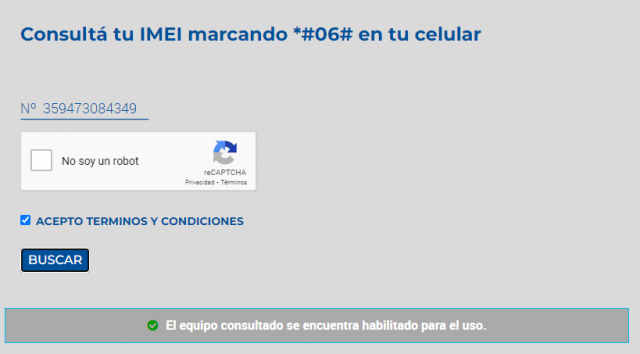 Consultá tu IMEI marcando *#06# en tu celular
Nº 359473084349
No soy un robot
reCAPTCHA
Privacidad - Términos
ACEPTO TERMINOS Y CONDICIONES
BUSCAR
El equipo consultado se encuentra habilitado para el uso.